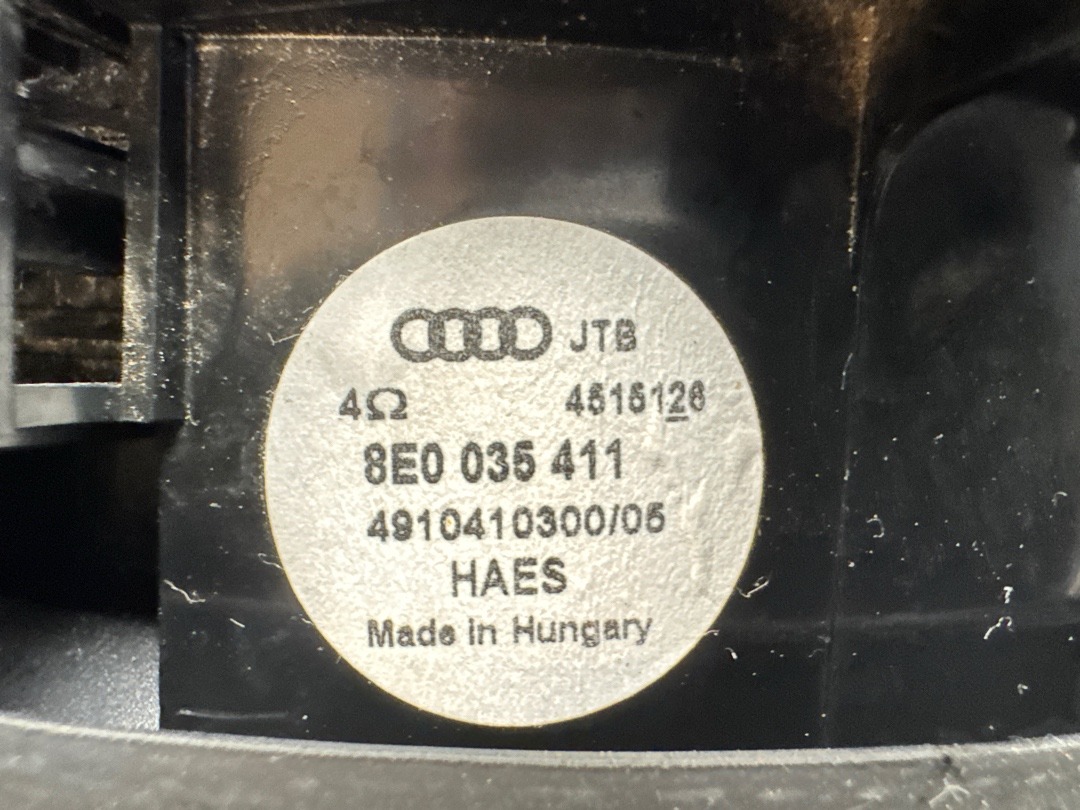 JTB
4Ω 4515126
8E0 035 411
4910410300/05
HAES
Made in Hungary